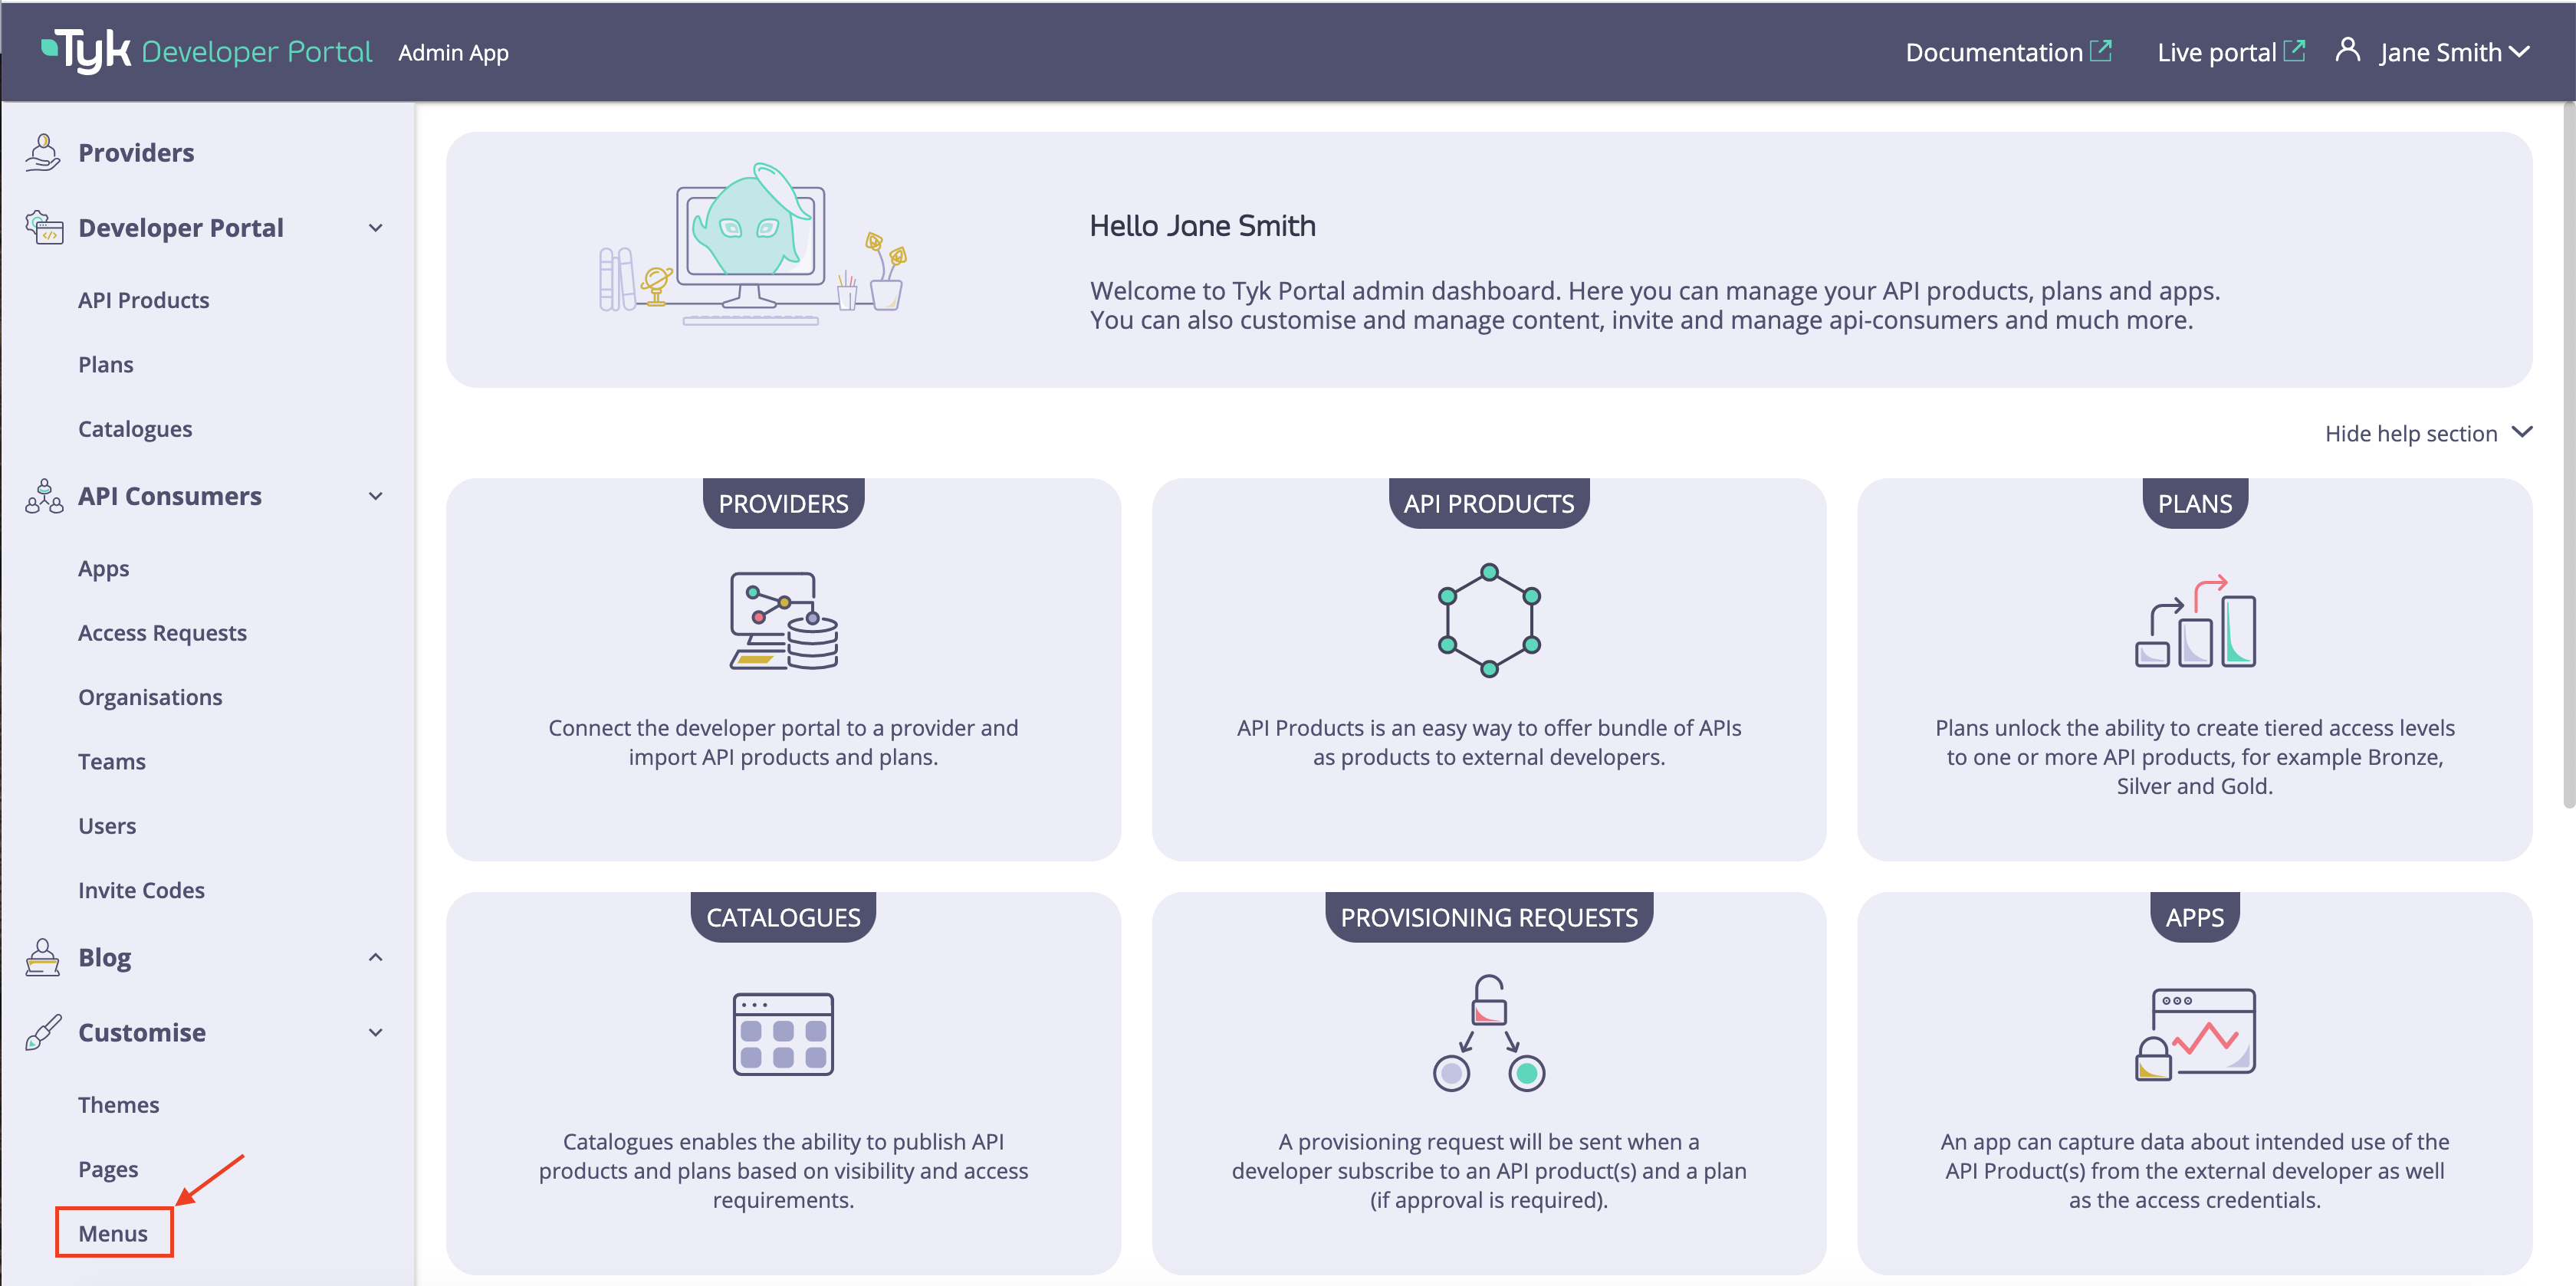 Tyk Developer Portal Admin App
Documentation Live portal Jane Smith
Providers
Developer Portal
API Products
Plans
Catalogues
API Consumers
Apps
Access Requests
Organisations
Teams
Users
Invite Codes
Blog
Customise
Themes
Pages
Menus
Hello Jane Smith
Welcome to Tyk Portal admin dashboard. Here you can manage your API products, plans and apps.
You can also customise and manage content, invite and manage api-consumers and much more.
Hide help section
PROVIDERS
Connect the developer portal to a provider and
import API products and plans.
API PRODUCTS
API Products is an easy way to offer bundle of APIs
as products to external developers.
PLANS
Plans unlock the ability to create tiered access levels
to one or more API products, for example Bronze,
Silver and Gold.
CATALOGUES
Catalogues enables the ability to publish API
products and plans based on visibility and access
requirements.
PROVISIONING REQUESTS
A provisioning request will be sent when a
developer subscribe to an API product(s) and a plan
(if approval is required).
APPS
An app can capture data about intended use of the
API Product(s) from the external developer as well
as the access credentials.